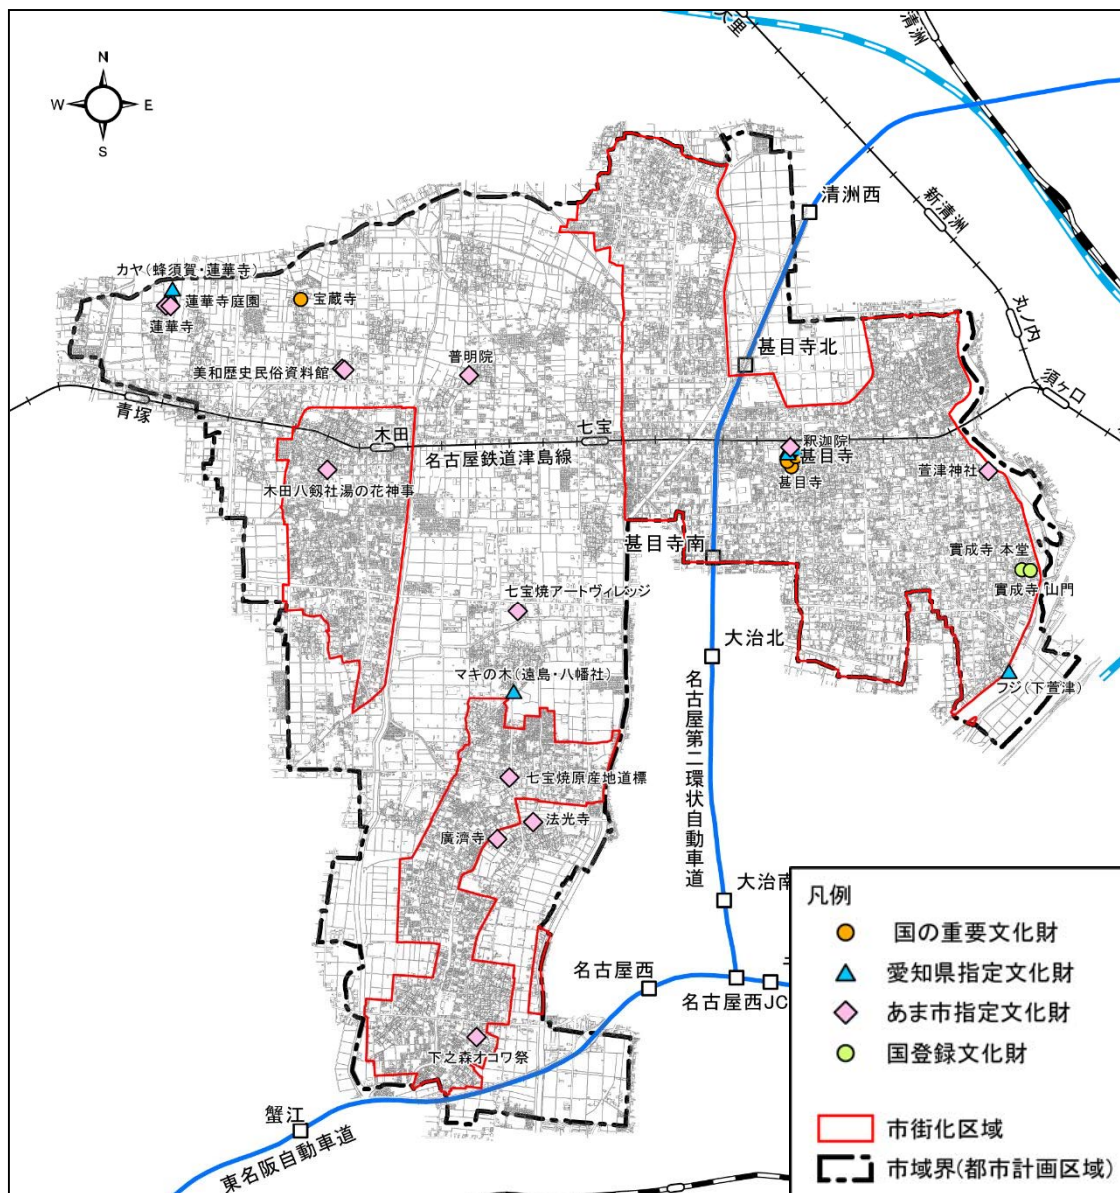 N
W
E
S
大里
清洲
清洲西
新清洲
丸ノ内
須ケ口
カヤ(蜂須賀・蓮華寺)
蓮華寺庭園
蓮華寺
宝蔵寺
美和歴史民俗資料館
普明院
甚目寺北
青塚
木田
名古屋鉄道津島線
七宝
釈迦院
甚目寺
甚目寺
萱津神社
木田八剱社湯の花神事
甚目寺南
實成寺 本堂
實成寺 山門
七宝焼アートヴィレッジ
大治北
マキの木(遠島・八幡社)
フジ(下萱津)
名古屋第二環状自動車道
七宝焼原産地道標
法光寺
廣濟寺
大治南
名古屋西
名古屋西JC
下之森オコワ祭
蟹江
東名阪自動車道
凡例
国の重要文化財
愛知県指定文化財
あま市指定文化財
国登録文化財
市街化区域
市域界(都市計画区域)